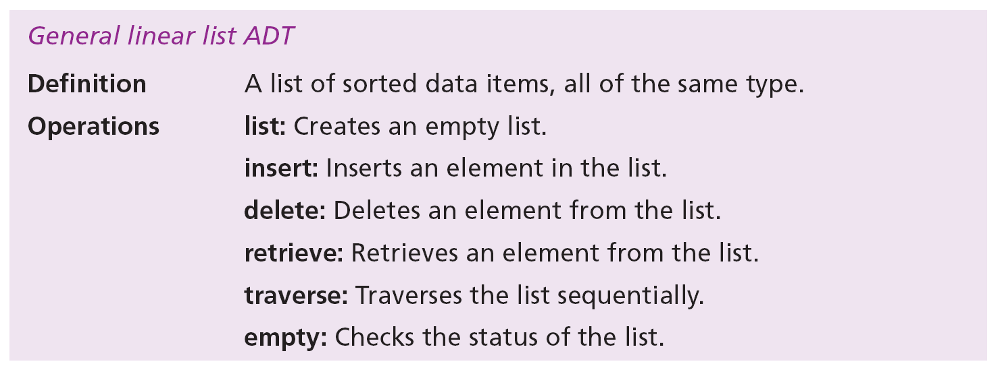 General linear list ADT
Definition A list of sorted data items, all of the same type.
Operations list: Creates an empty list.
insert: Inserts an element in the list.
delete: Deletes an element from the list.
retrieve: Retrieves an element from the list.
traverse: Traverses the list sequentially.
empty: Checks the status of the list.